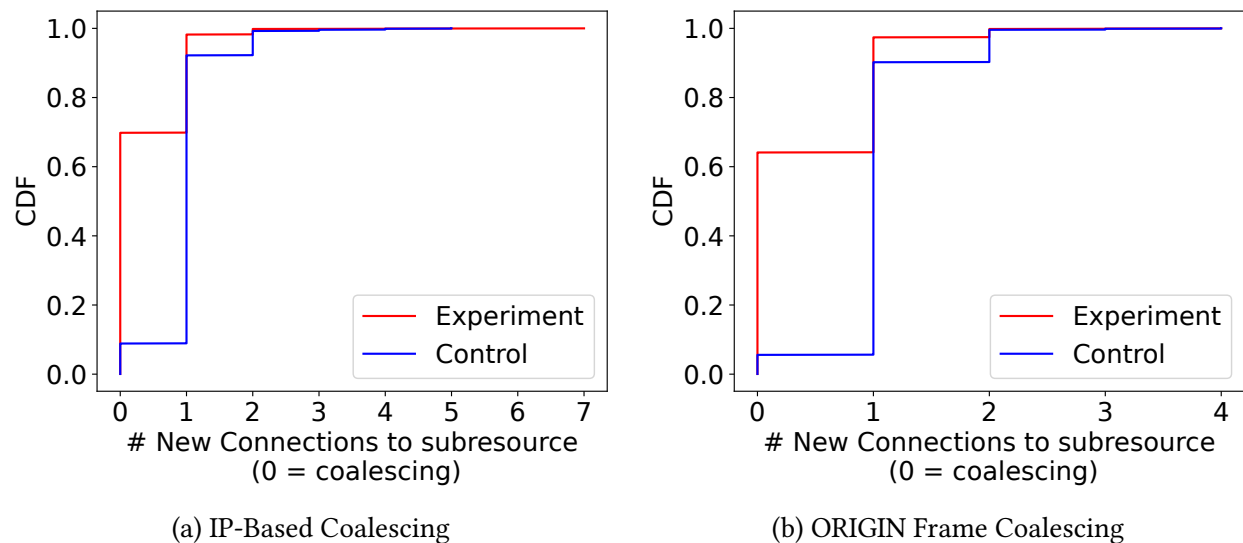 1.0
0.8
0.6
0.4
0.2
0.0
CDF
0 1 2 3 4 5 6 7
# New Connections to subresource
(0 = coalescing)
Experiment
Control
(a) IP-Based Coalescing
1.0
0.8
0.6
0.4
0.2
0.0
CDF
0 1 2 3 4
# New Connections to subresource
(0 = coalescing)
Experiment
Control
(b) ORIGIN Frame Coalescing